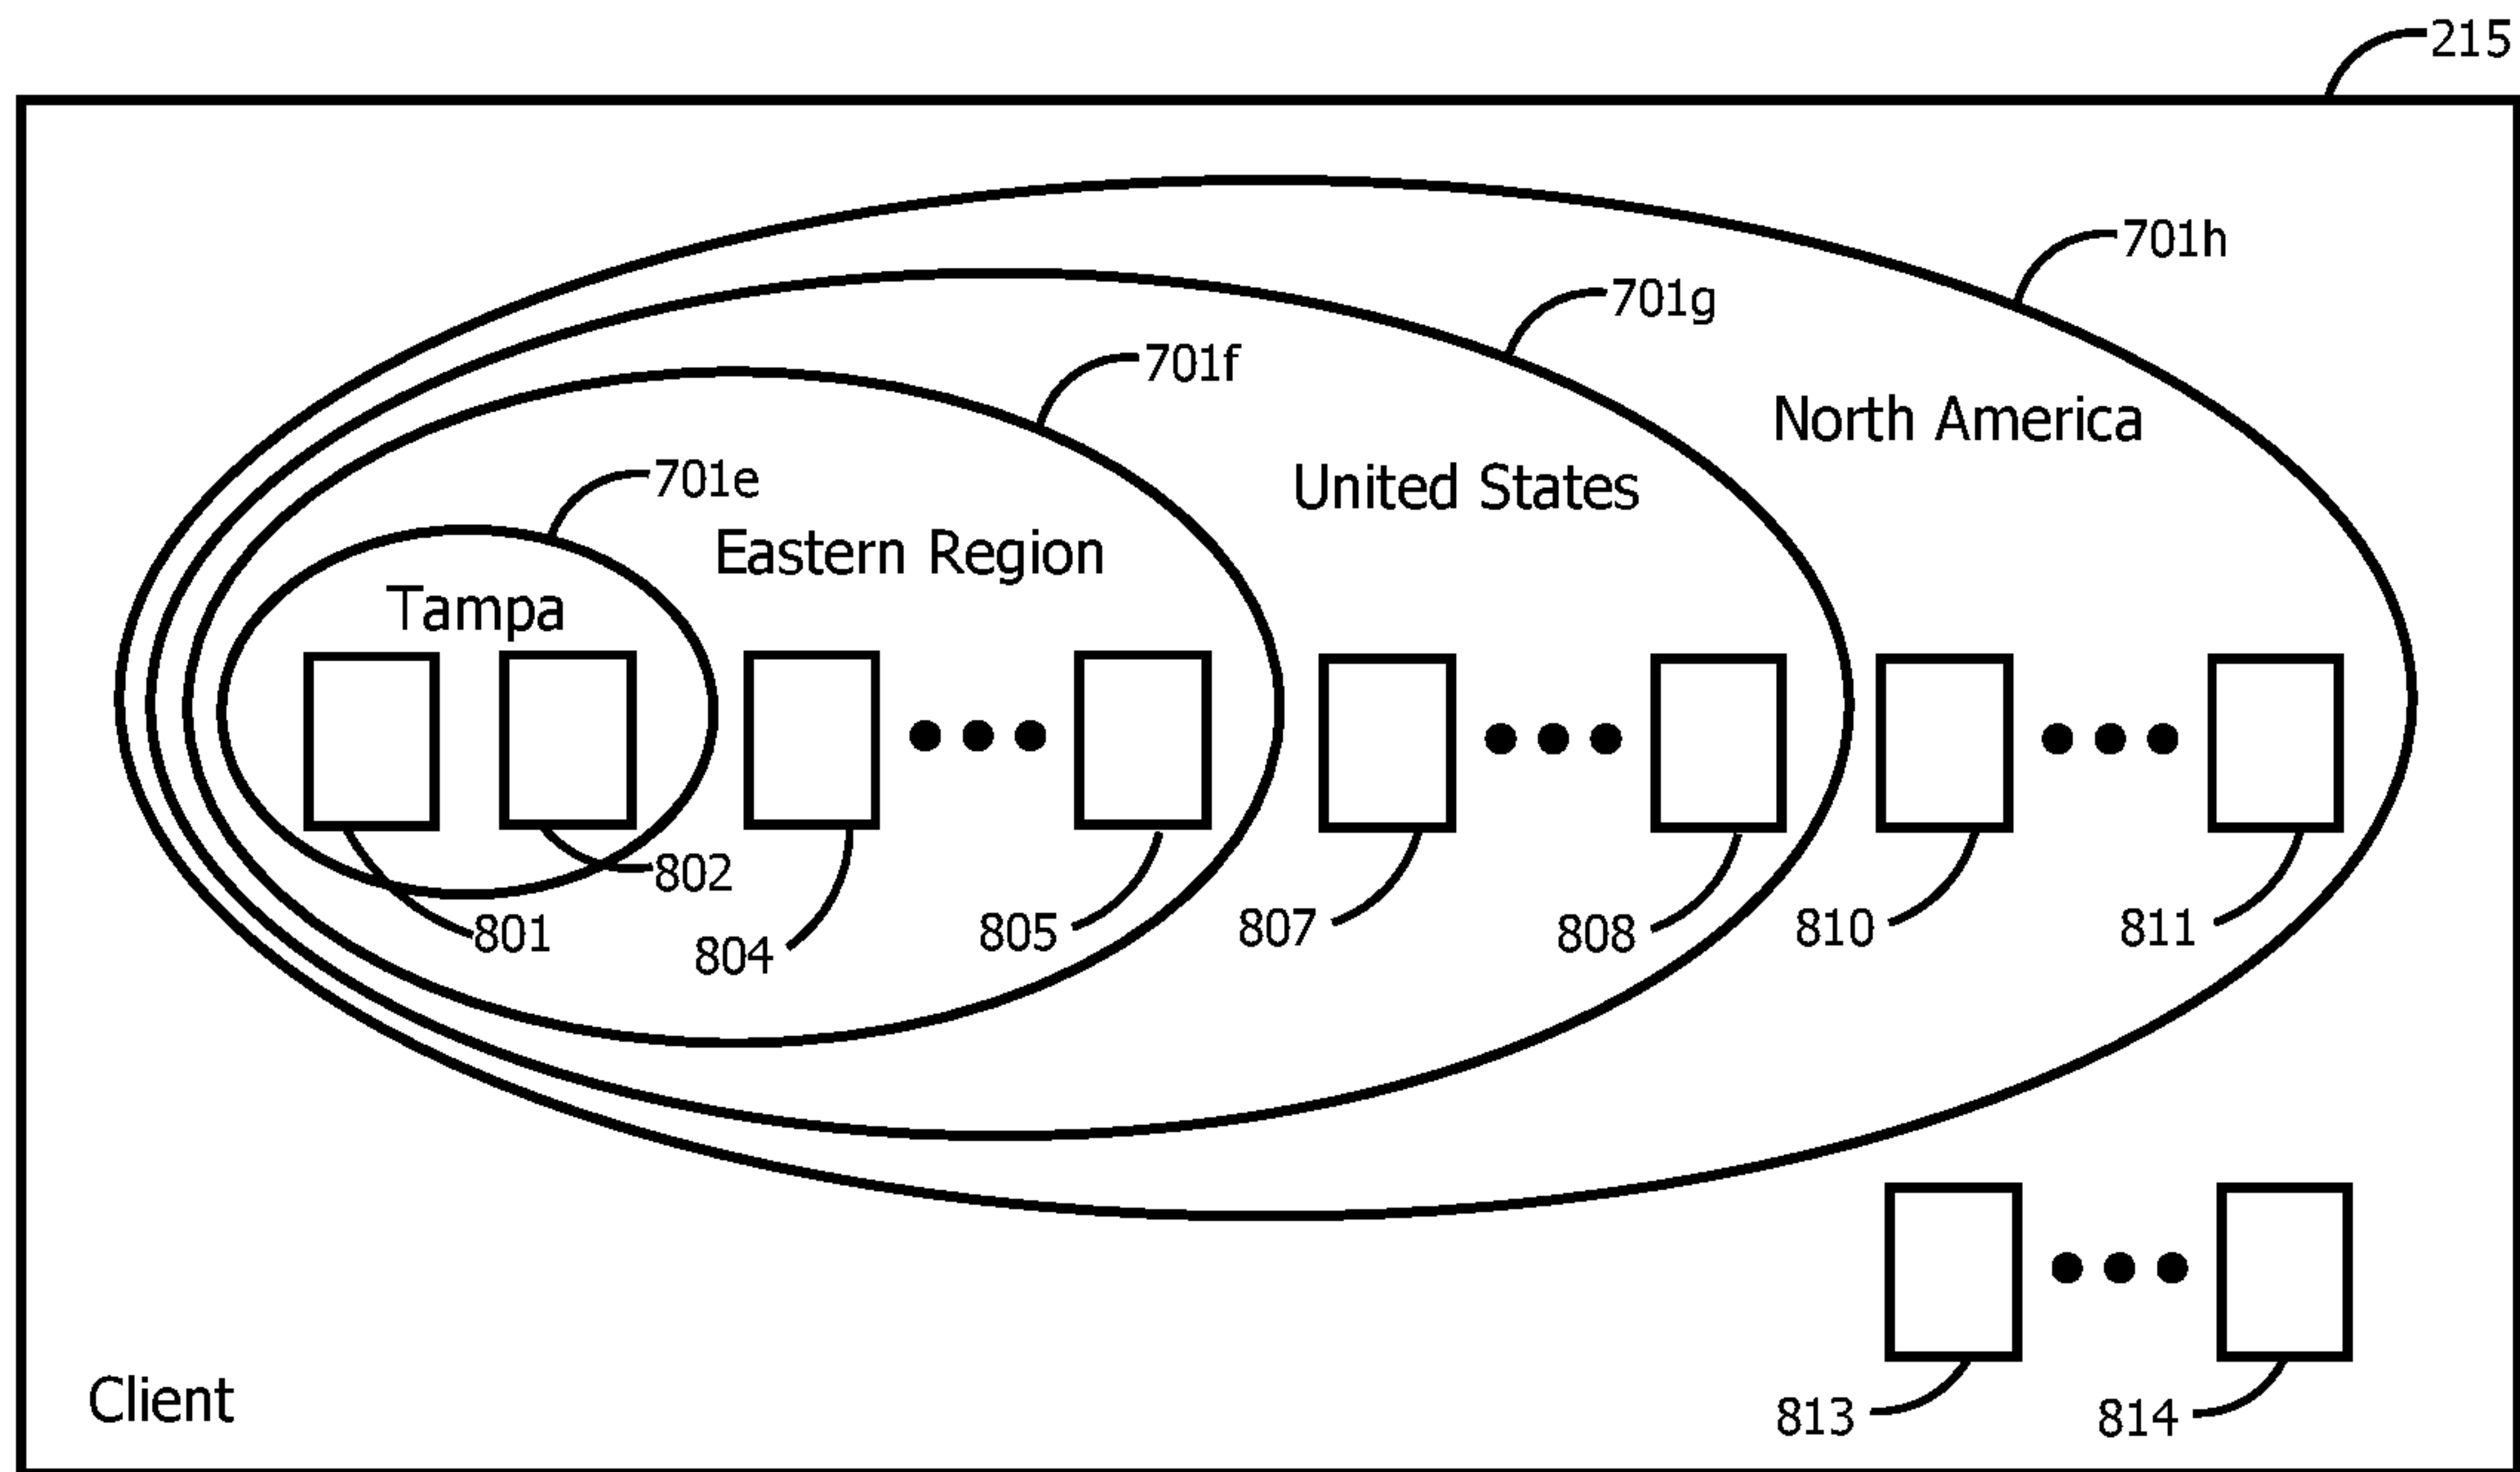 215
701h
701g
701f
North America
701e
United States
Eastern Region
Tampa
802
801
804
805
807
808
810
811
Client
813
814